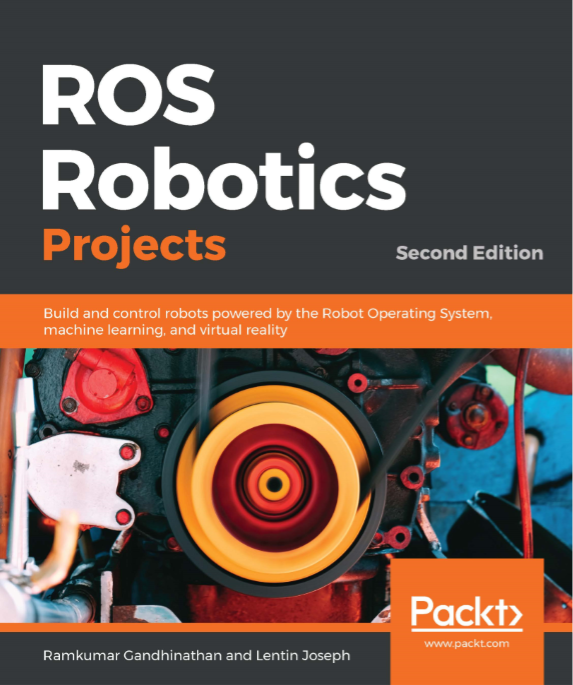 ROS
Robotics
Projects
Second Edition
Build and control robots powered by the Robot Operating System,
machine learning, and virtual reality
Packt>
www.packt.com
Ramkumar Gandhinathan and Lentin Joseph